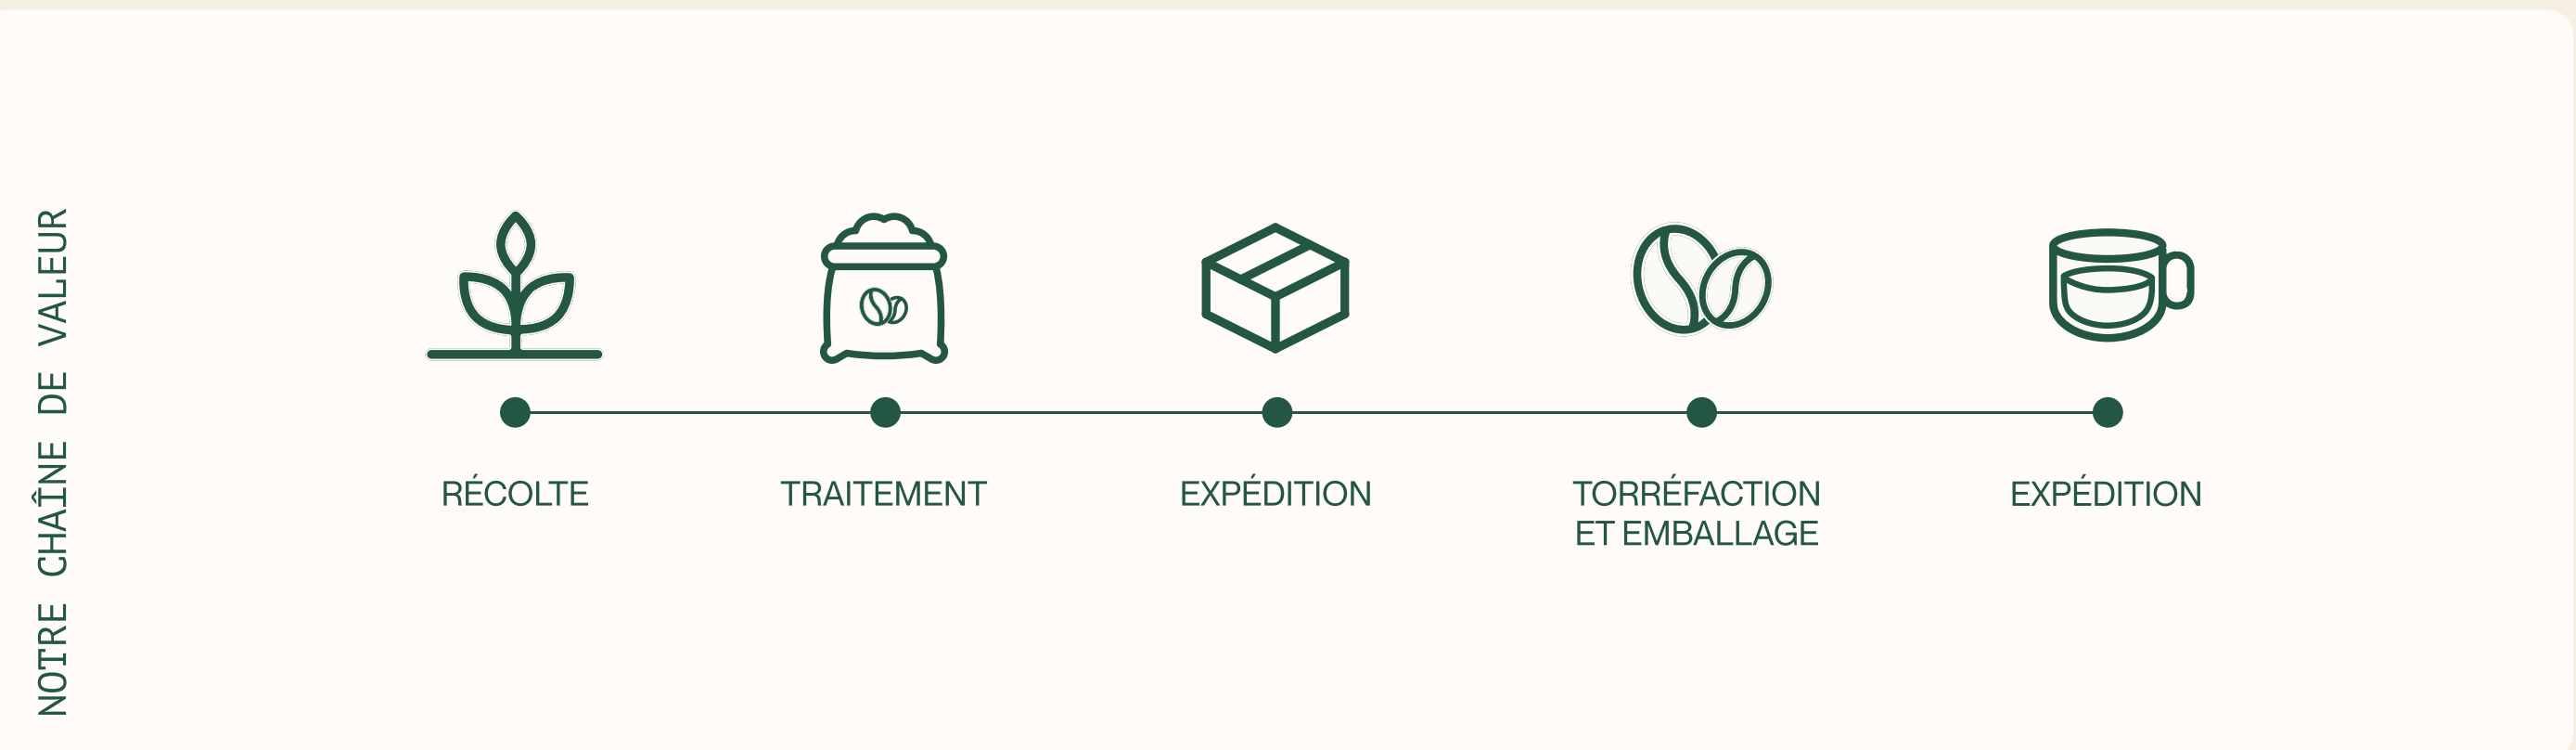 NOTRE CHAÎNE DE VALEUR
RÉCOLTE
TRAITEMENT
EXPÉDITION
TORRÉFACTION
ET EMBALLAGE
EXPÉDITION